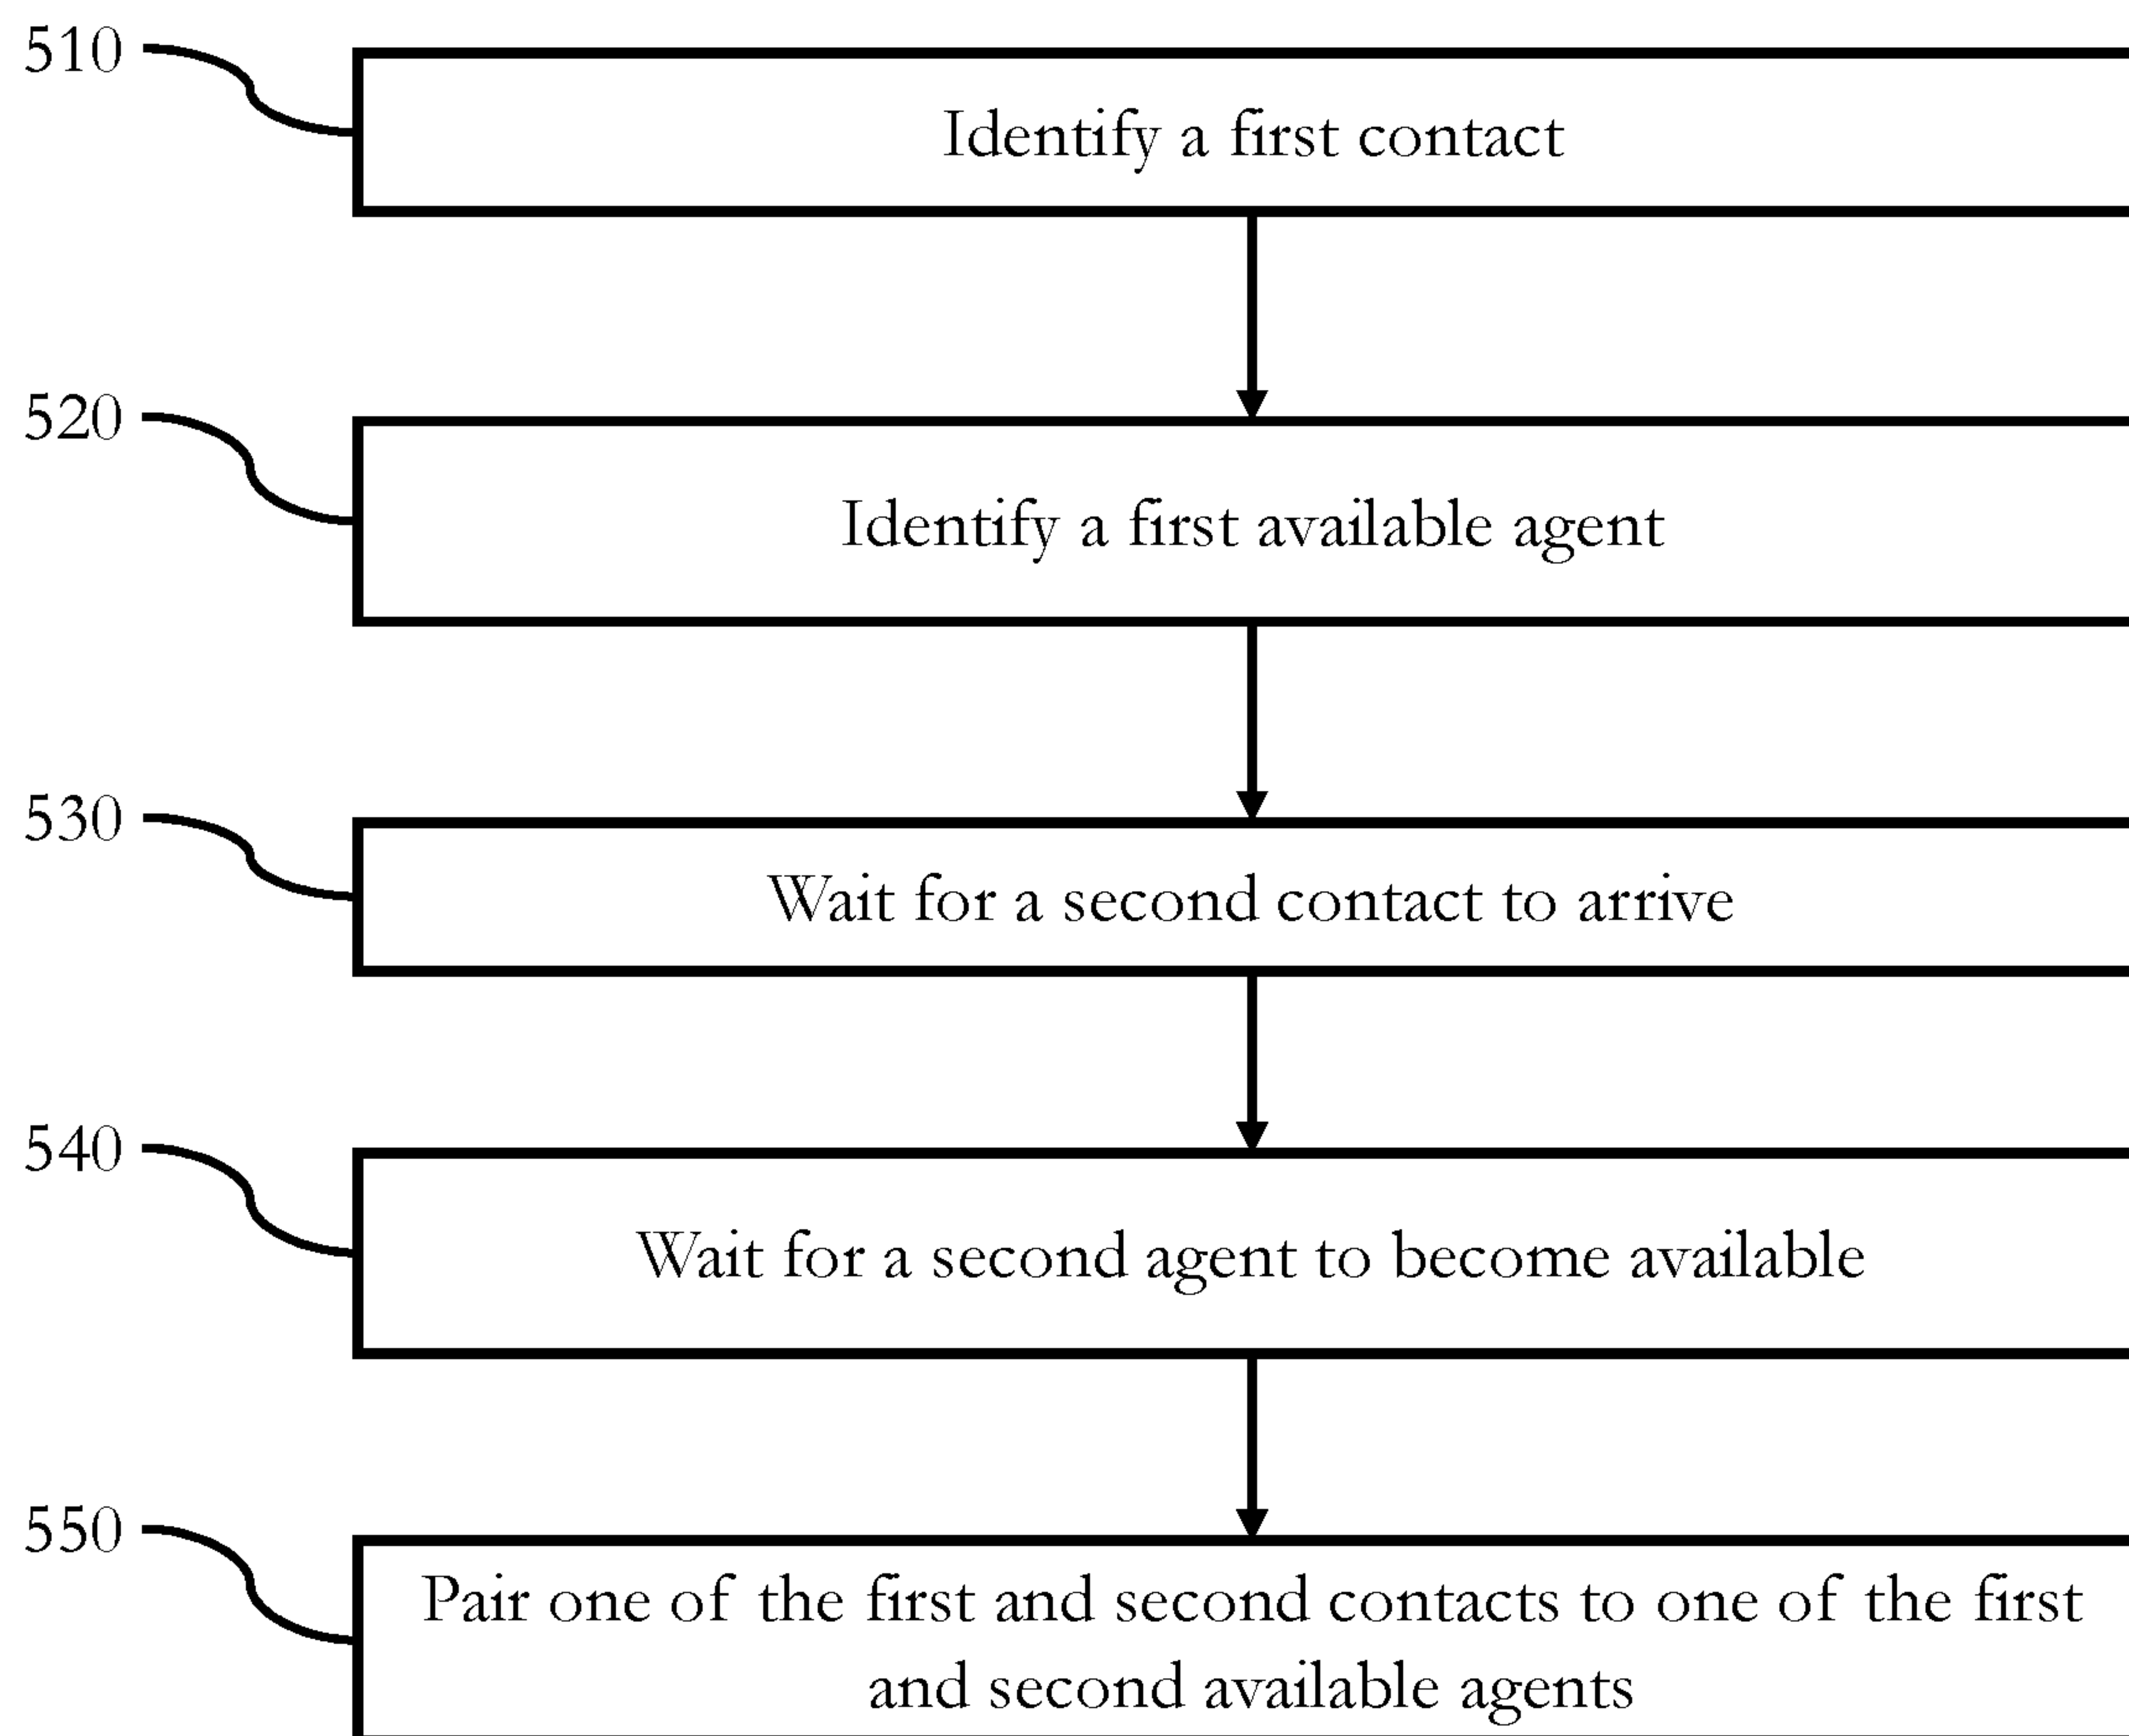 510
Identify a first contact
520
Identify a first available agent
530
Wait for a second contact to arrive
540
Wait for a second agent to become available
550
Pair one of the first and second contacts to one of the first
and second available agents